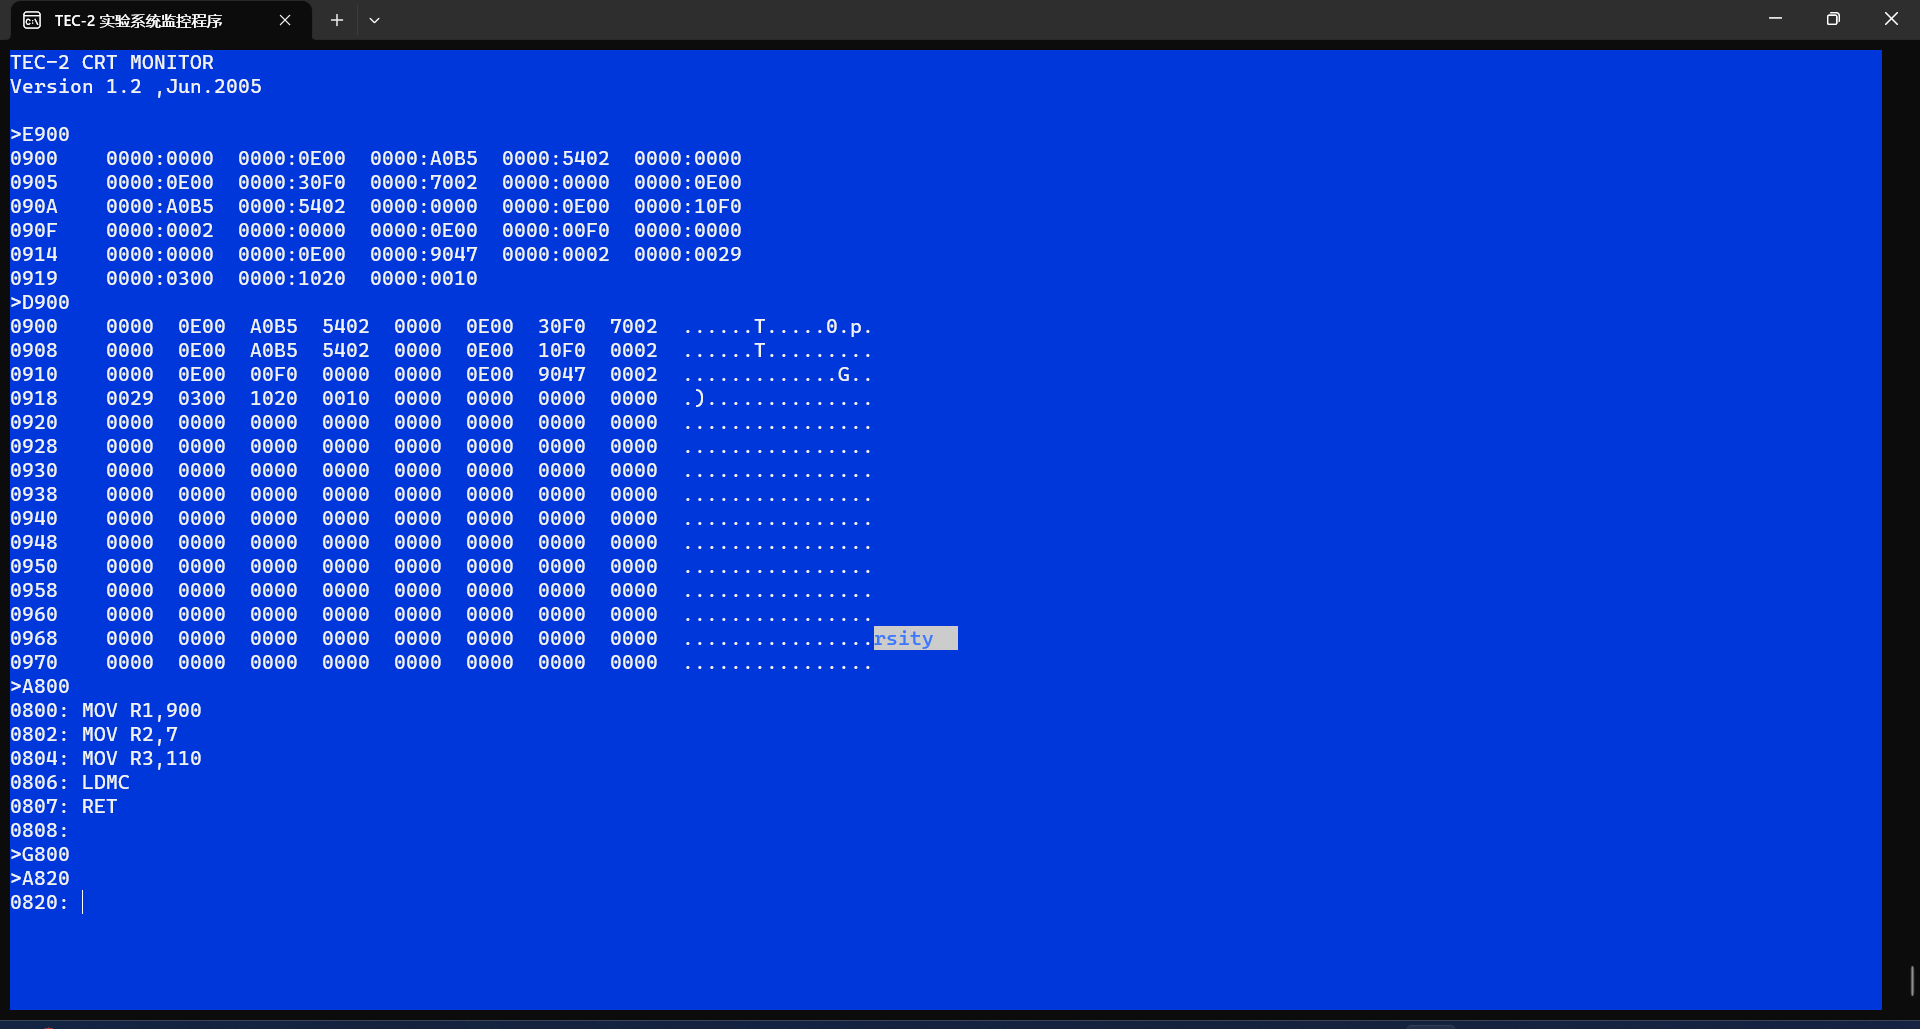 TEC-2 实验系统监控程序
TEC-2 CRT MONITOR
Version 1.2 ,Jun.2005
>E900
0900    0000:0000  0000:0E00  0000:A0B5  0000:5402  0000:0000
0905    0000:0E00  0000:30F0  0000:7002  0000:0000  0000:0E00
090A    0000:A0B5  0000:5402  0000:0000  0000:0E00  0000:10F0
090F    0000:0002  0000:0000  0000:0E00  0000:00F0  0000:0000
0914    0000:0000  0000:0E00  0000:9047  0000:0002  0000:0029
0919    0000:0300  0000:1020  0000:0010
>D900
0900    0000  0E00  A0B5  5402  0000  0E00  30F0  7002  ......T.....0.p.
0908    0000  0E00  A0B5  5402  0000  0E00  10F0  0002  ......T.........
0910    0000  0E00  00F0  0000  0000  0E00  9047  0002  .............G..
0918    0029  0300  1020  0010  0000  0000  0000  0000  .)..............
0920    0000  0000  0000  0000  0000  0000  0000  0000  ................
0928    0000  0000  0000  0000  0000  0000  0000  0000  ................
0930    0000  0000  0000  0000  0000  0000  0000  0000  ................
0938    0000  0000  0000  0000  0000  0000  0000  0000  ................
0940    0000  0000  0000  0000  0000  0000  0000  0000  ................
0948    0000  0000  0000  0000  0000  0000  0000  0000  ................
0950    0000  0000  0000  0000  0000  0000  0000  0000  ................
0958    0000  0000  0000  0000  0000  0000  0000  0000  ................
0960    0000  0000  0000  0000  0000  0000  0000  0000  ................
0968    0000  0000  0000  0000  0000  0000  0000  0000  ................rsity
0970    0000  0000  0000  0000  0000  0000  0000  0000  ................
>A800
0800: MOV R1,900
0802: MOV R2,7
0804: MOV R3,110
0806: LDMC
0807: RET
0808:
>G800
>A820
0820: